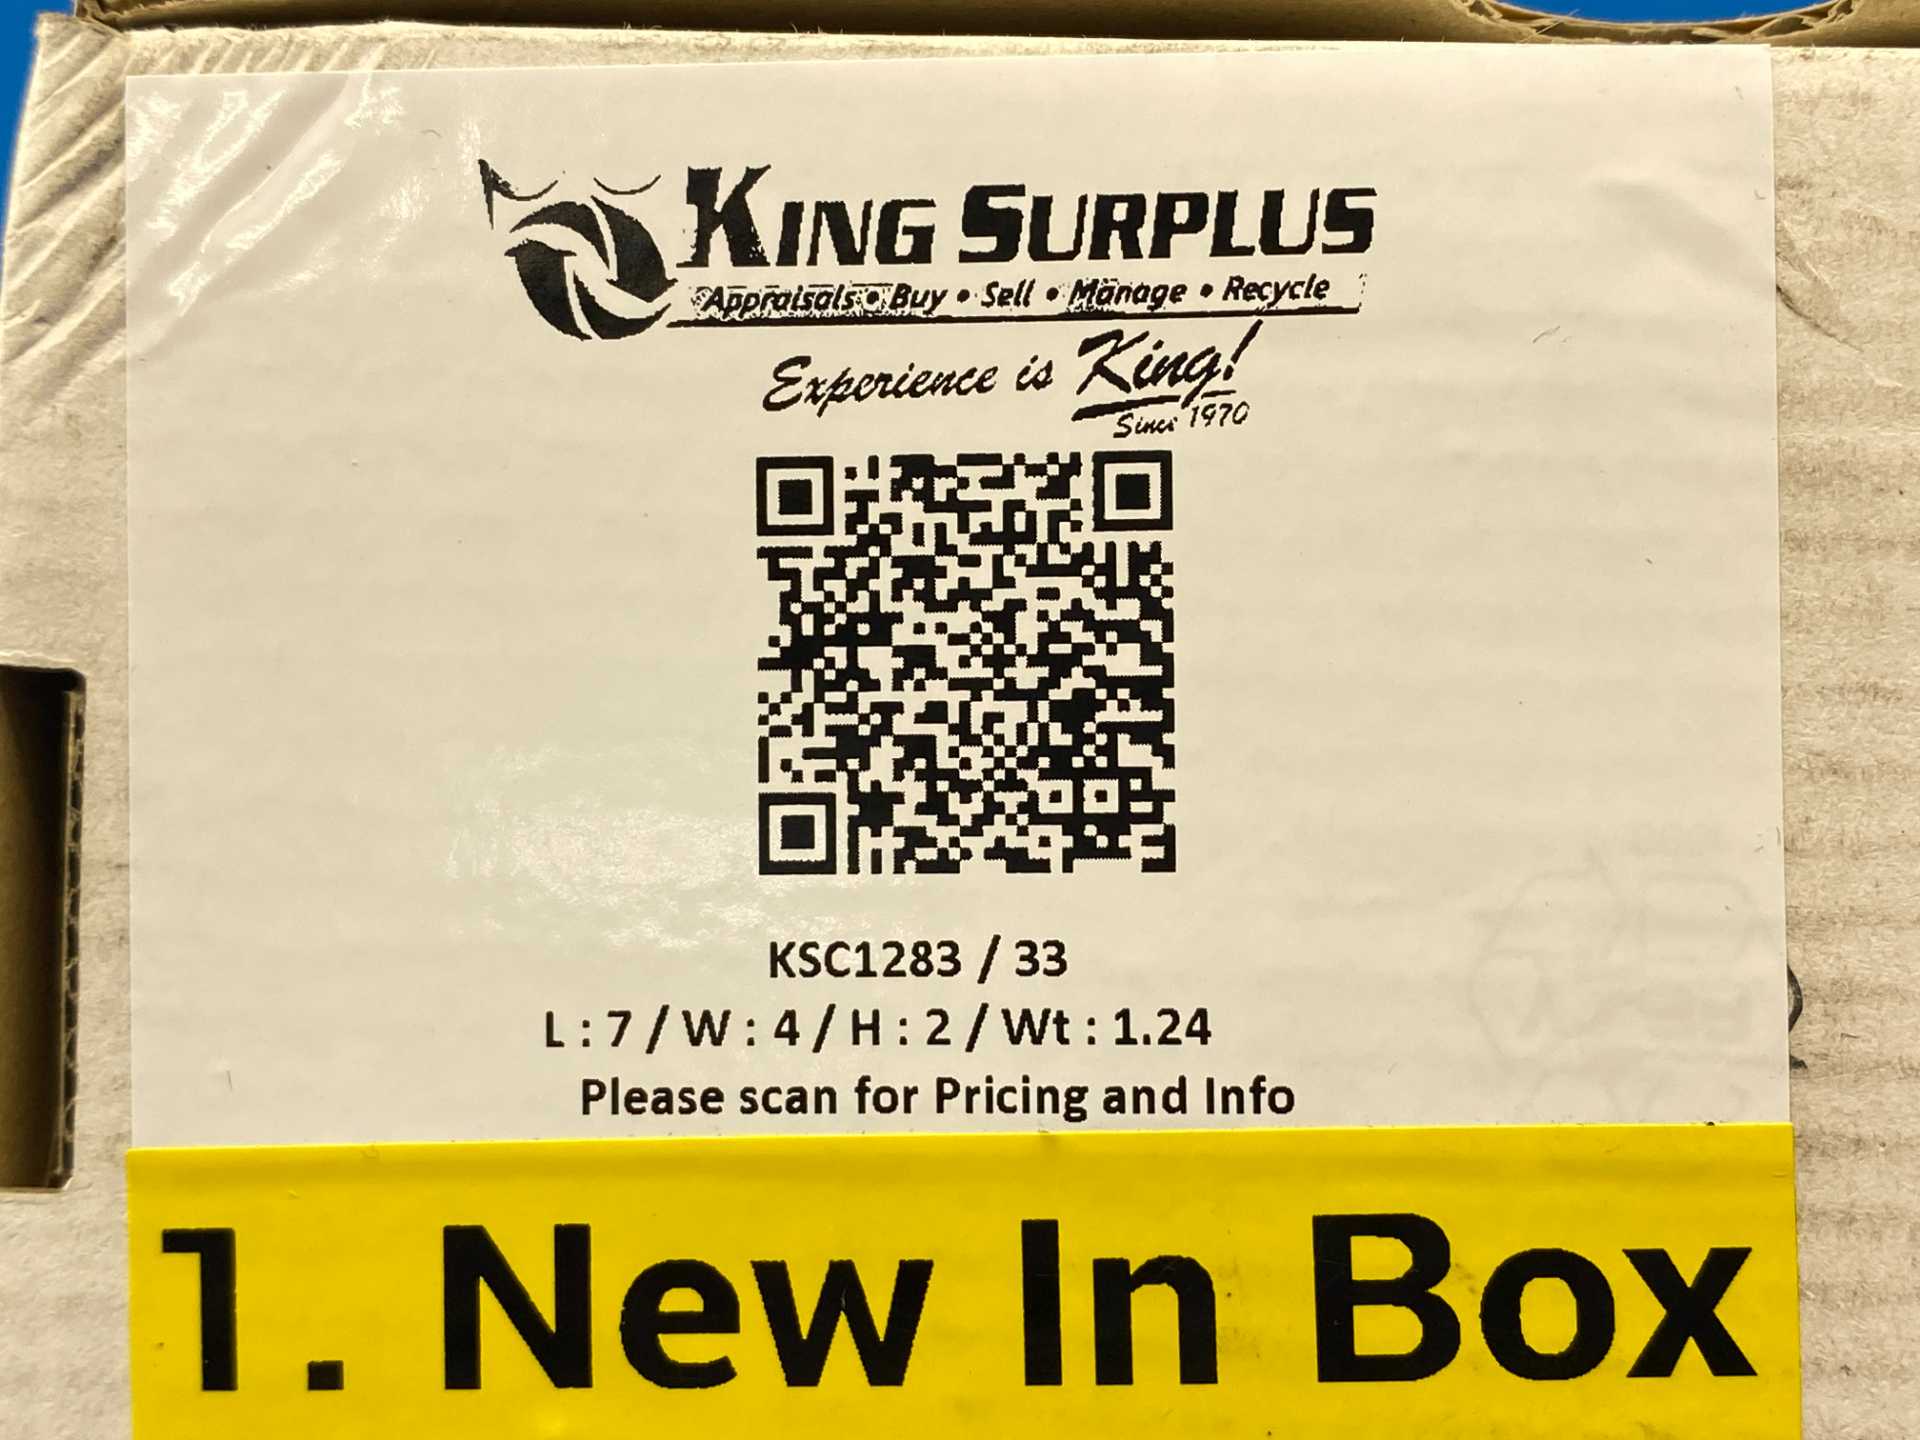 KING SURPLUS
Appraisals • Buy • Sell • Manage • Recycle
Experience is King!
Since 1970
KSC1283 / 33
L : 7 / W : 4 / H : 2 / Wt : 1.24
Please scan for Pricing and Info
1. New In Box